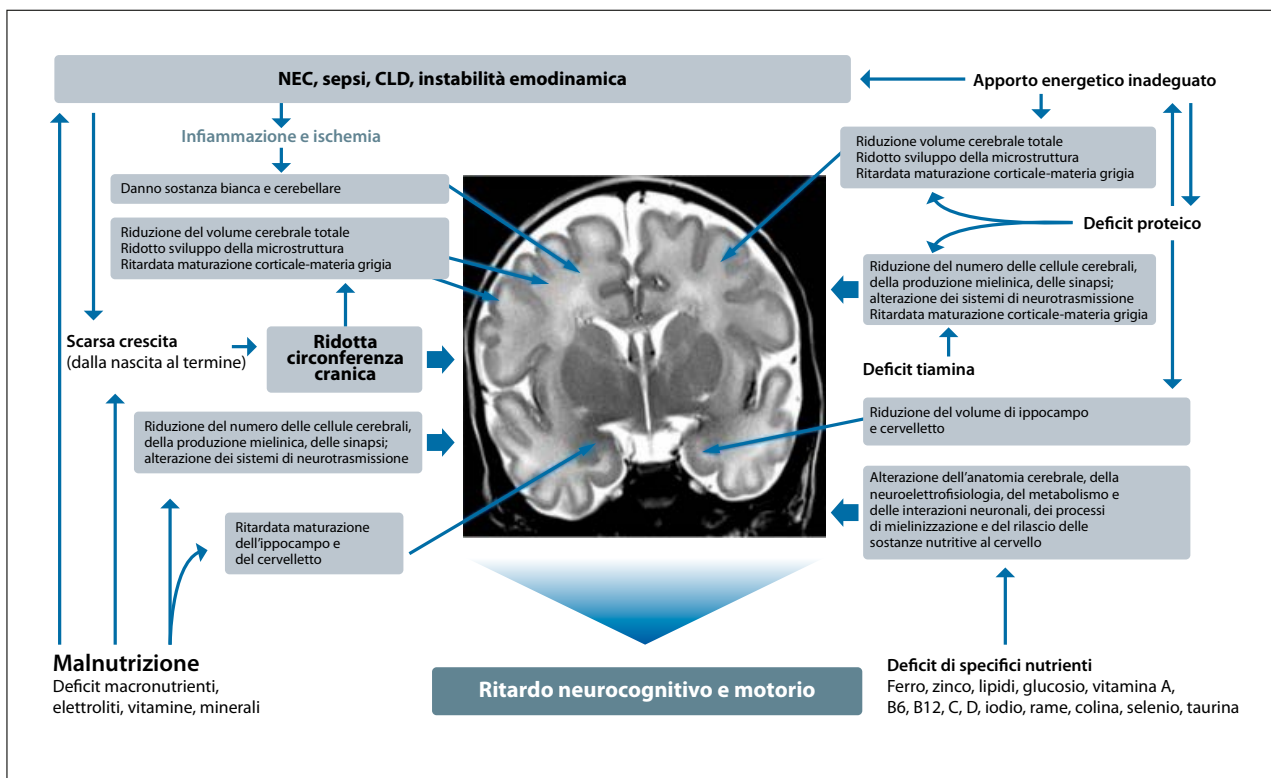 NEC, sepsi, CLD, instabilità emodinamica
Apporto energetico inadeguato
Infiammazione e ischemia
Danno sostanza bianca e cerebellare
Riduzione del volume cerebrale totale
Ridotto sviluppo della microstruttura
Ritardata maturazione corticale-materia grigia
Scarsa crescita
(dalla nascita al termine)
Ridotta
circonferenza
cranica
Riduzione del numero delle cellule cerebrali,
della produzione mielinica, delle sinapsi;
alterazione dei sistemi di neurotrasmissione
Ritardata maturazione
dell'ippocampo e
del cervelletto
Malnutrizione
Deficit macronutrienti,
elettroliti, vitamine, minerali
Riduzione volume cerebrale totale
Ridotto sviluppo della microstruttura
Ritardata maturazione corticale-materia grigia
Deficit proteico
Riduzione del numero delle cellule cerebrali,
della produzione mielinica, delle sinapsi;
alterazione dei sistemi di neurotrasmissione
Ritardata maturazione corticale-materia grigia
Deficit tiamina
Riduzione del volume di ippocampo
e cervelletto
Alterazione dell'anatomia cerebrale, della
neuroelettrofisiologia, del metabolismo e
delle interazioni neuronali, dei processi
di mielinizzazione e del rilascio delle
sostanze nutritive al cervello
Deficit di specifici nutrienti
Ferro, zinco, lipidi, glucosio, vitamina A,
B6, B12, C, D, iodio, rame, colina, selenio, taurina
Ritardo neurocognitivo e motorio